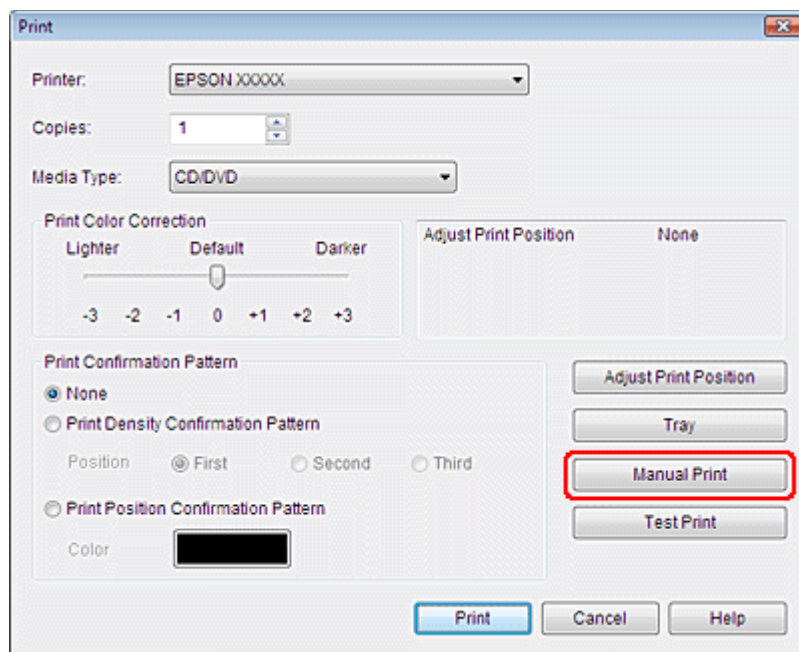 Print
Printer: EPSON XXXXX
Copies: 1
Media Type: CD/DVD
Print Color Correction
Lighter Default Darker
-3 -2 -1 0 +1 +2 +3
Adjust Print Position None
Print Confirmation Pattern
None
Print Density Confirmation Pattern
Position First Second Third
Print Position Confirmation Pattern
Color
Adjust Print Position
Tray
Manual Print
Test Print
Print Cancel Help